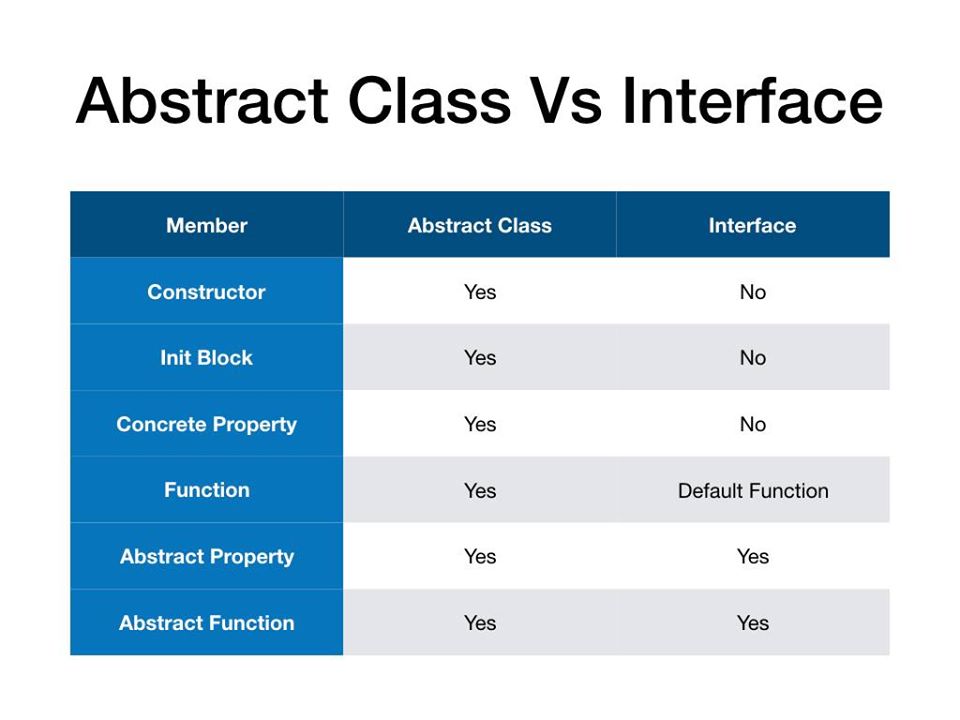 Abstract Class Vs Interface
Member Abstract Class Interface
Constructor Yes No
Init Block Yes No
Concrete Property Yes No
Function Yes Default Function
Abstract Property Yes Yes
Abstract Function Yes Yes